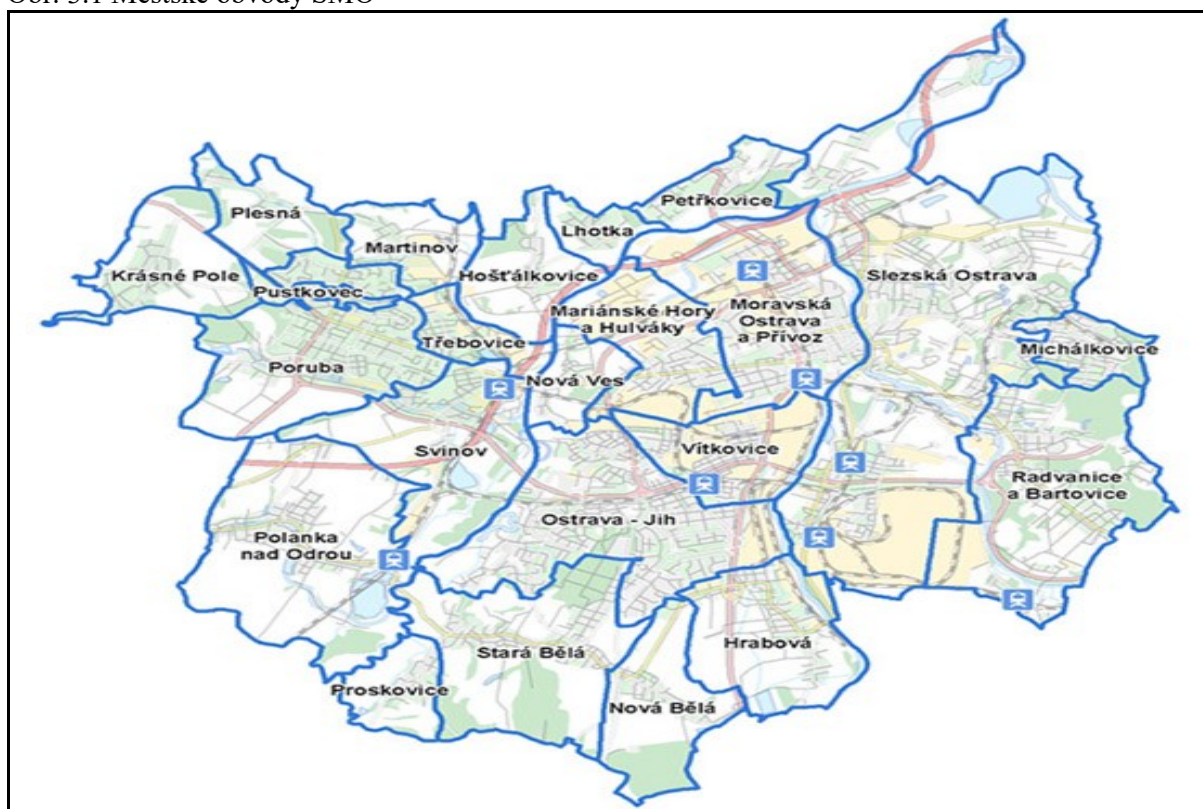 Obr. 3.1 Městské obvody SMO
Petřkovice
Plesná
Lhotka
Martinov
Krásné Pole
Hošťálkovice
Slezská Ostrava
Pustkovec
Mariánské Hory
a Hulváky
Moravská
Ostrava
a Přívoz
Třebovice
Michálkovice
Poruba
Nová Ves
Svinov
Vítkovice
Radvanice
a Bartovice
Ostrava - Jih
Polanka
nad Odrou
Hrabová
Stará Bělá
Proskovice
Nová Bělá